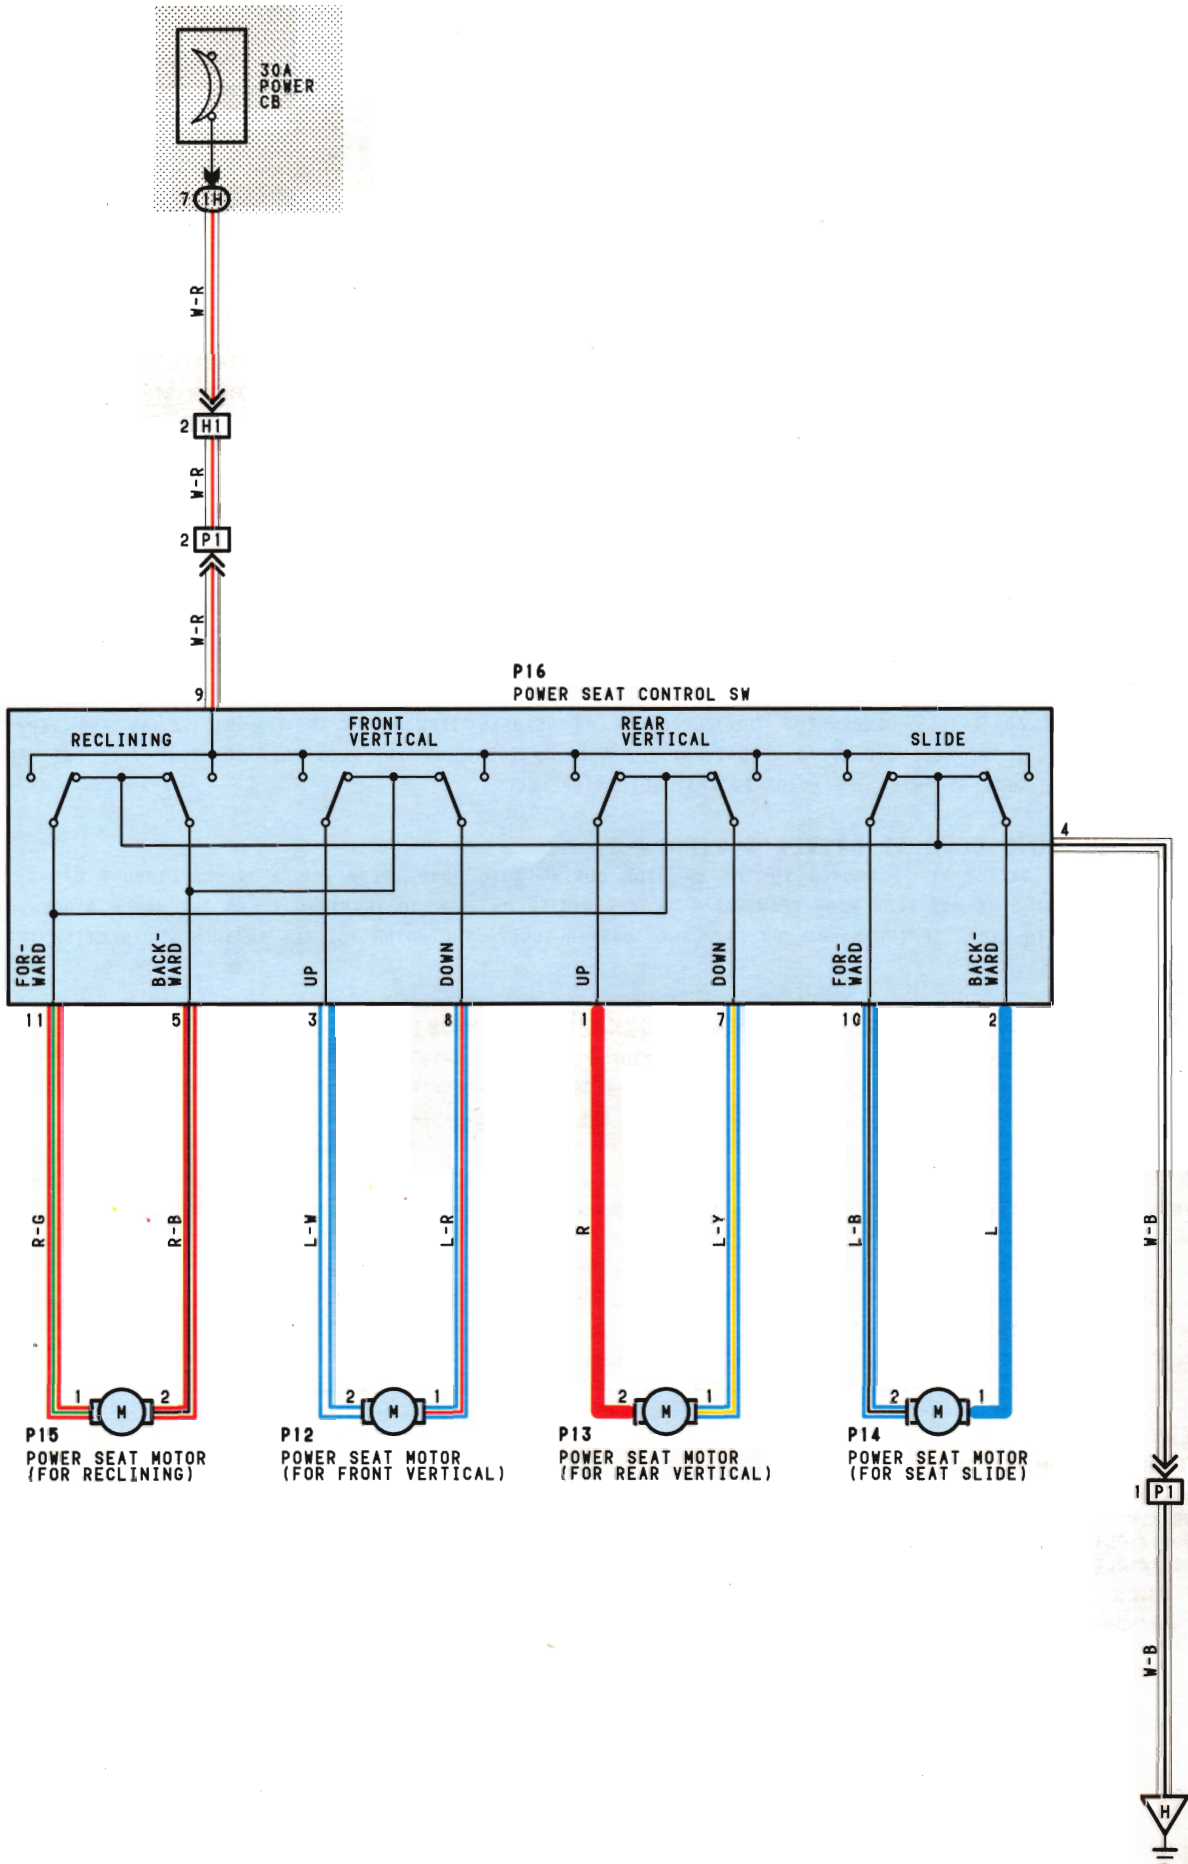 30A
POWER
CB
7 1H
W-R
2 H1
W-R
2 P1
W-R
9
P16
POWER SEAT CONTROL SW
RECLINING
FRONT
VERTICAL
REAR
VERTICAL
SLIDE
4
FOR-
WARD
BACK-
WARD
UP
DOWN
UP
DOWN
FOR-
WARD
BACK-
WARD
11
5
3
8
1
7
10
2
R-G
R-B
L-W
L-R
R
L-Y
L-B
L
W-B
1 M 2
2 M 1
2 M 1
2 M 1
P15
POWER SEAT MOTOR
(FOR RECLINING)
P12
POWER SEAT MOTOR
(FOR FRONT VERTICAL)
P13
POWER SEAT MOTOR
(FOR REAR VERTICAL)
P14
POWER SEAT MOTOR
(FOR SEAT SLIDE)
1 P1
W-B
H